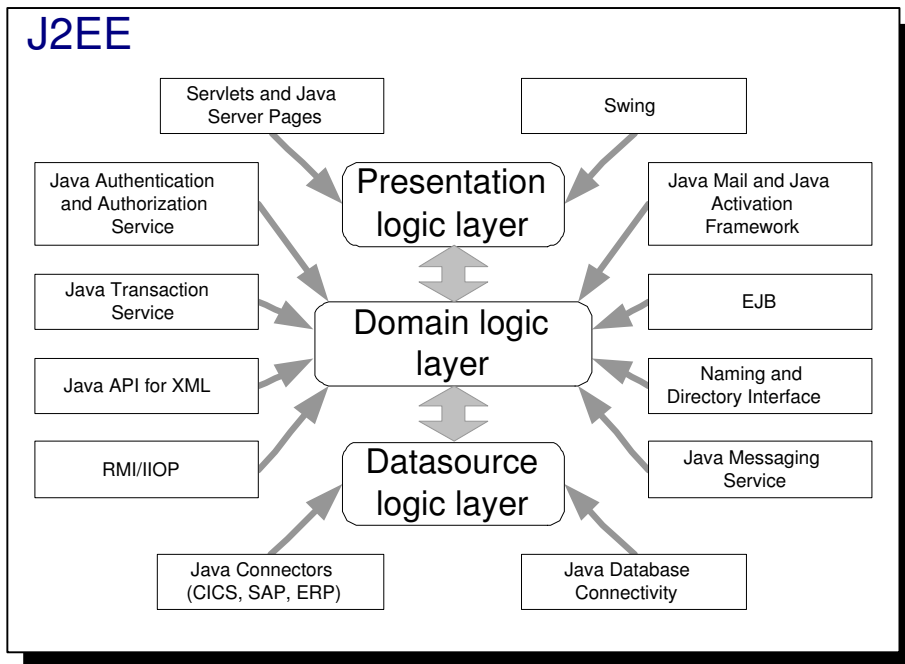 J2EE
Servlets and Java
Server Pages
Swing
Java Authentication
and Authorization
Service
Presentation
logic layer
Java Mail and Java
Activation
Framework
Java Transaction
Service
Domain logic
layer
EJB
Java API for XML
Naming and
Directory Interface
RMI/IIOP
Datasource
logic layer
Java Messaging
Service
Java Connectors
(CICS, SAP, ERP)
Java Database
Connectivity